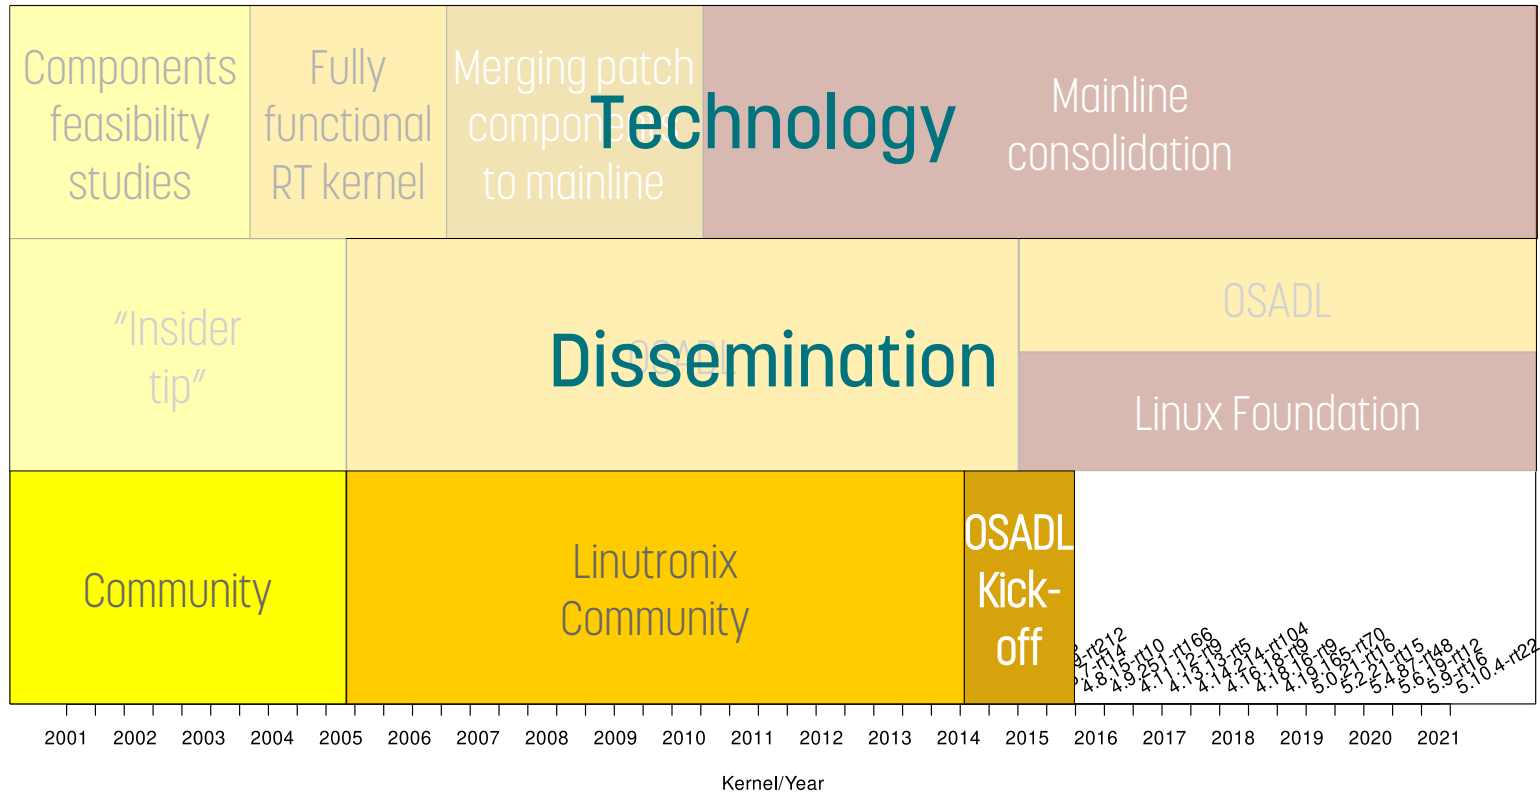 Components
feasibility
studies
Fully
functional
RT kernel
Merging patch
components
to mainline
Technology
Mainline
consolidation
“Insider
tip”
OSADL
Dissemination
OSADL
Linux Foundation
Community
Linutronix
Community
OSADL
Kick-
off
4.8.15-rt10
4.9.251-rt166
4.11.12-rt9
4.13.13-rt5
4.14.214-rt104
4.16.18-rt9
4.18.16-rt9
4.19.165-rt70
5.0.21-rt16
5.2.21-rt15
5.4.87-rt48
5.6.19-rt12
5.9-rt16
5.10.4-rt22
2001 2002 2003 2004 2005 2006 2007 2008 2009 2010 2011 2012 2013 2014 2015 2016 2017 2018 2019 2020 2021
Kernel/Year